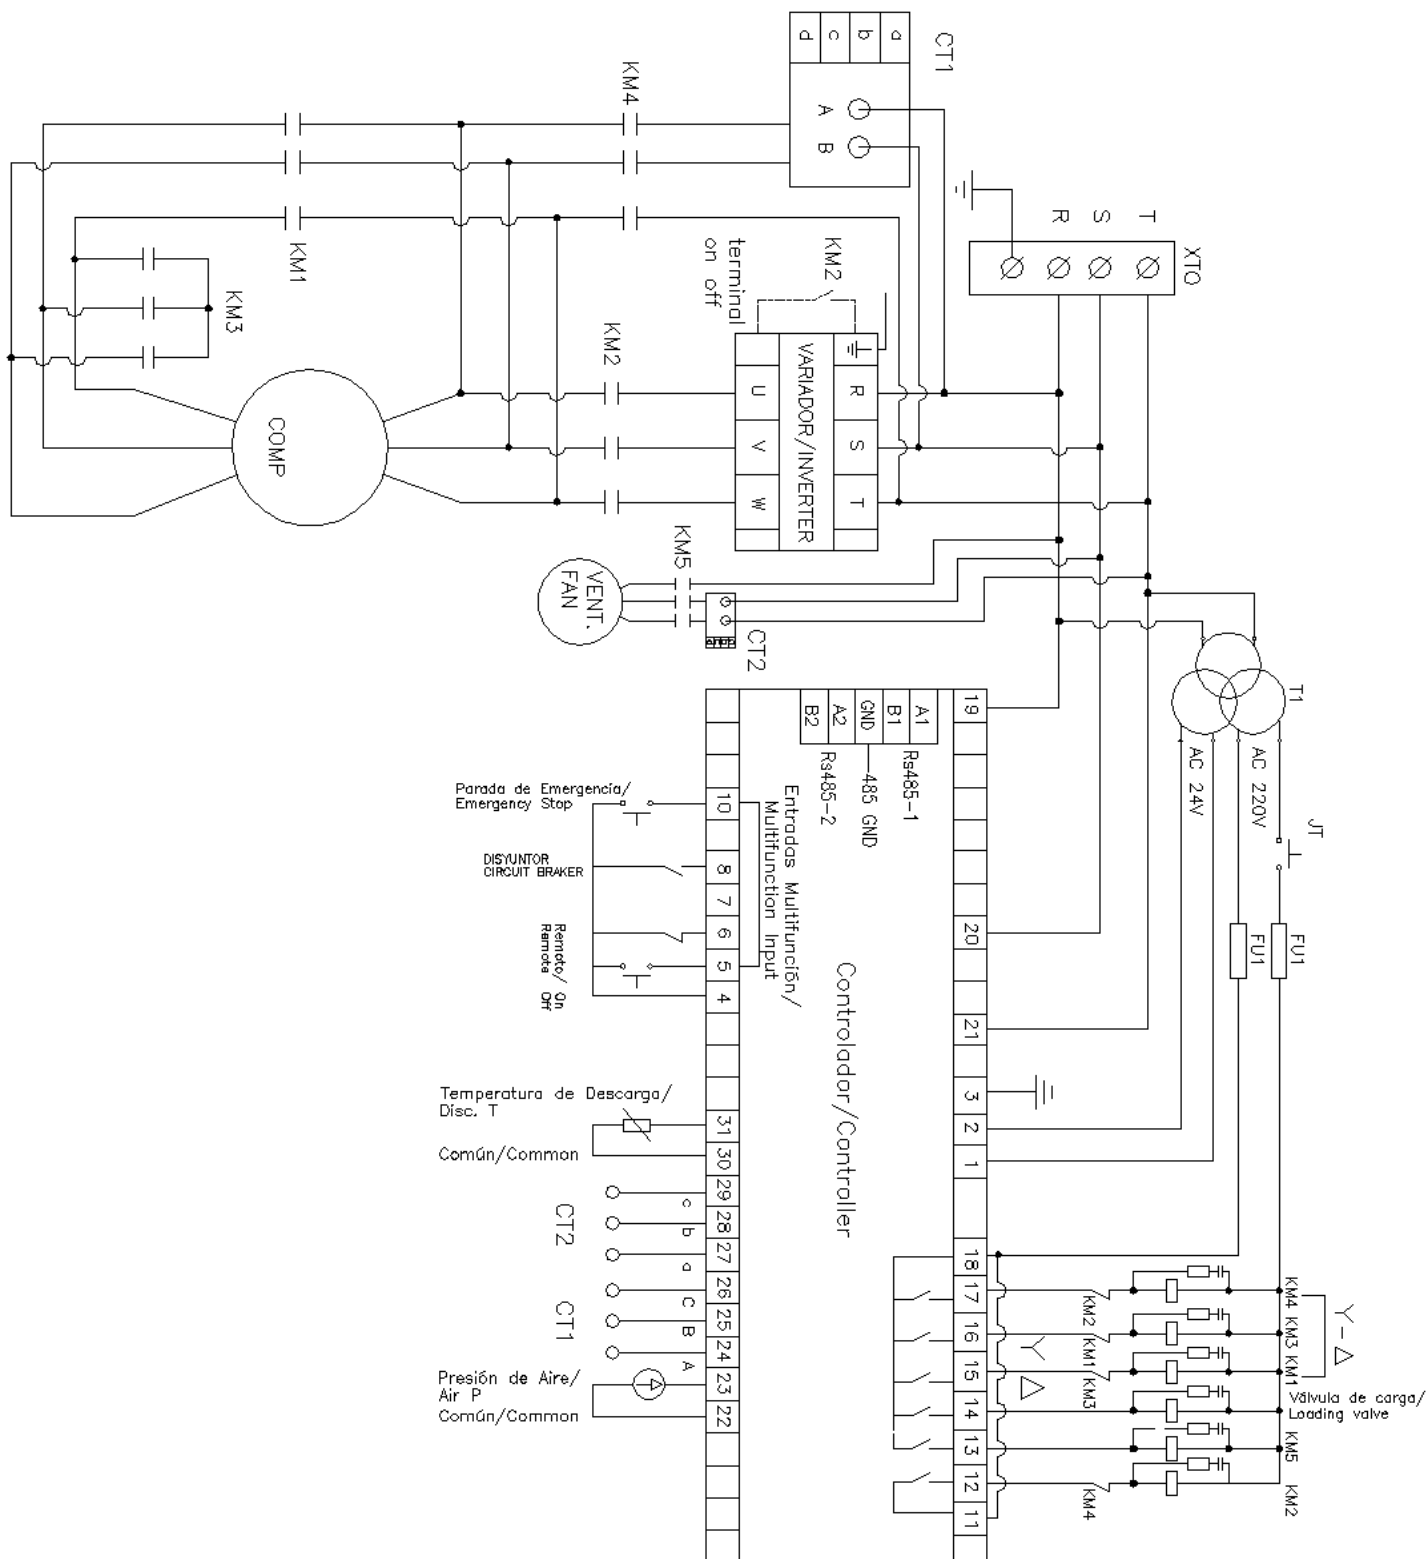 CT1
a
b
c
d
A
B
KM4
XT0
T
S
R
KM1
KM2
terminal
on off
KM3
KM2
VARIADOR/INVERTER
R
S
T
U
V
W
COMP
KM5
VENT.
FAN
CT2
T1
AC 24V
AC 220V
JT
FU1
FU1
19
20
21
3
2
1
18
17
16
15
14
13
12
11
A1
B1
GND
A2
B2
Rs485-1
485 GND
Rs485-2
Entradas Multifunción/
Multifunction Input
Controlador/Controller
Parada de Emergencia/
Emergency Stop
10
DISYUNTOR
CIRCUIT BRAKER
8
7
6
5
4
Remoto/ On
Remote Off
Temperatura de Descarga/
Disc. T
31
Común/Common
30
29
28
27
26
25
24
23
22
c
b
a
C
B
A
CT2
CT1
Presión de Aire/
Air P
Común/Common
KM2
KM1
KM3
KM4
Y
Δ
KM4
KM3
KM1
Y-Δ
Válvula de carga/
Loading valve
KM5
KM2